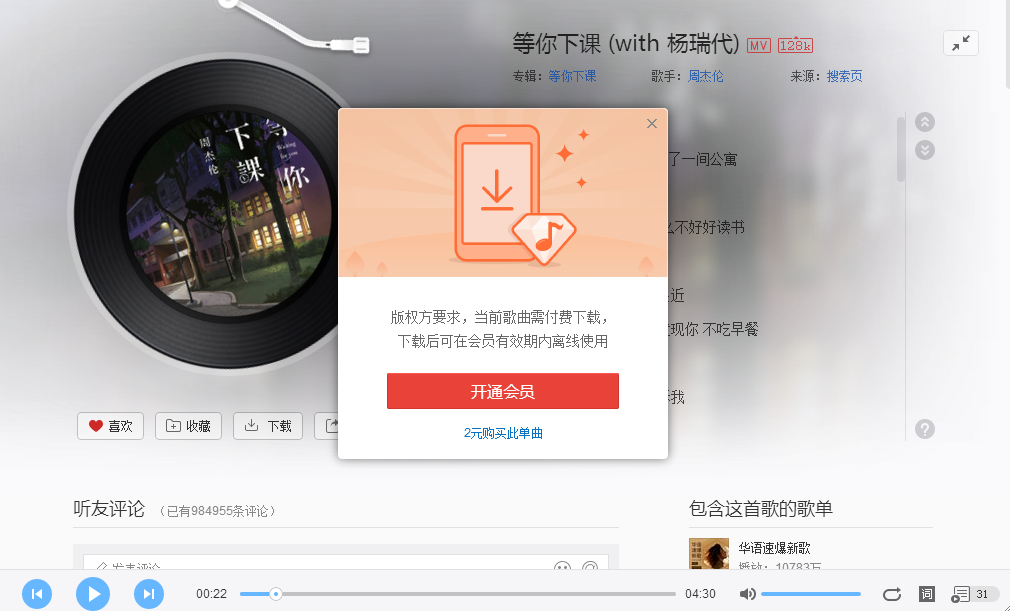 等你下课 (with 杨瑞代) MV 128k
专辑：等你下课 歌手：周杰伦 来源：搜索页
下課
你
周杰伦
Waiting for you
了一间公寓
么不好好读书
近
现你 不吃早餐
我
版权方要求，当前歌曲需付费下载，
下载后可在会员有效期内离线使用
开通会员
2元购买此单曲
喜欢 收藏 下载
听友评论 （已有984955条评论）
包含这首歌的歌单
发表评论
华语速爆新歌
播放：10783万
00:22 04:30 词 31